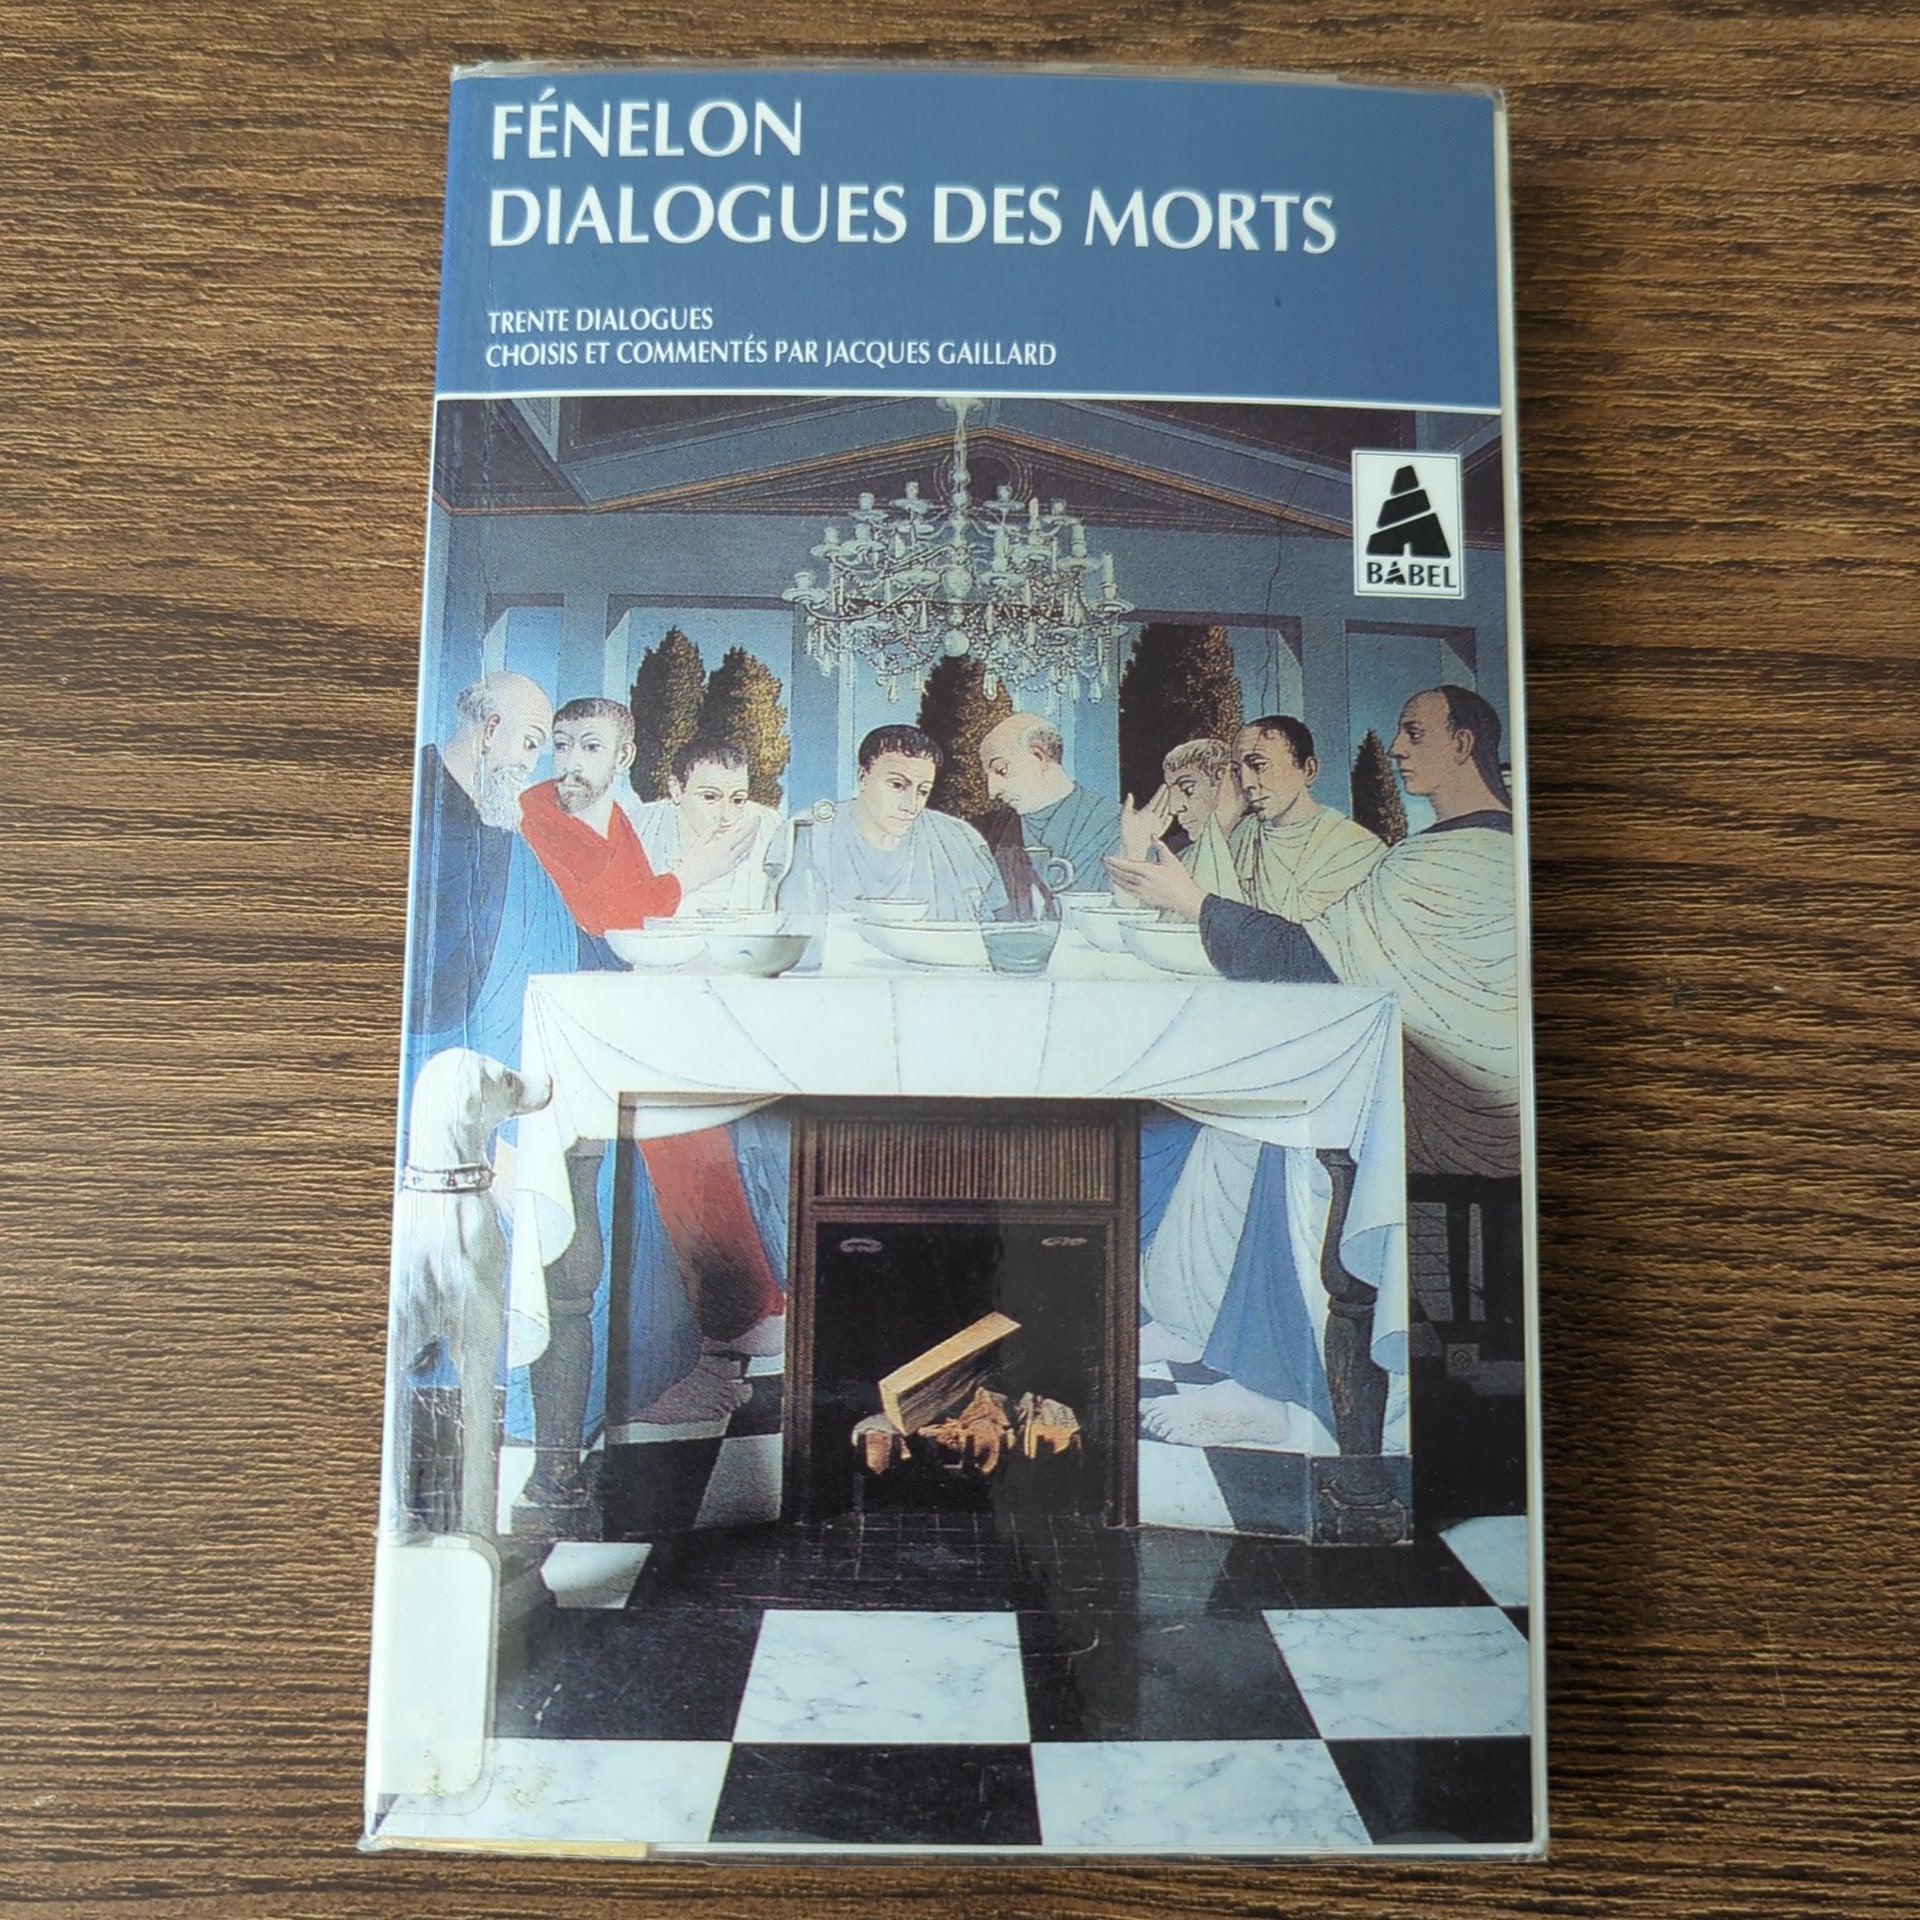 FÉNELON
DIALOGUES DES MORTS
TRENTE DIALOGUES
CHOISIS ET COMMENTÉS PAR JACQUES GAILLARD
BABEL